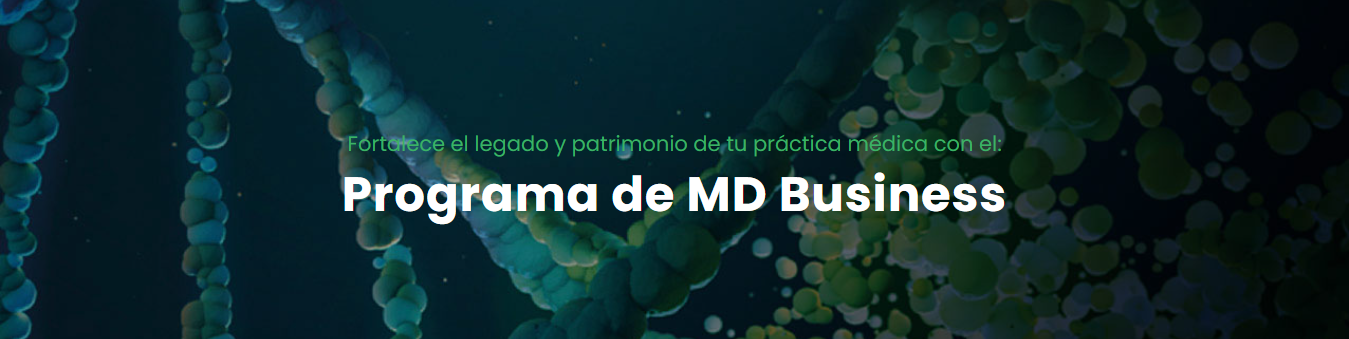 Fortalece el legado y patrimonio de tu práctica médica con el:
Programa de MD Business